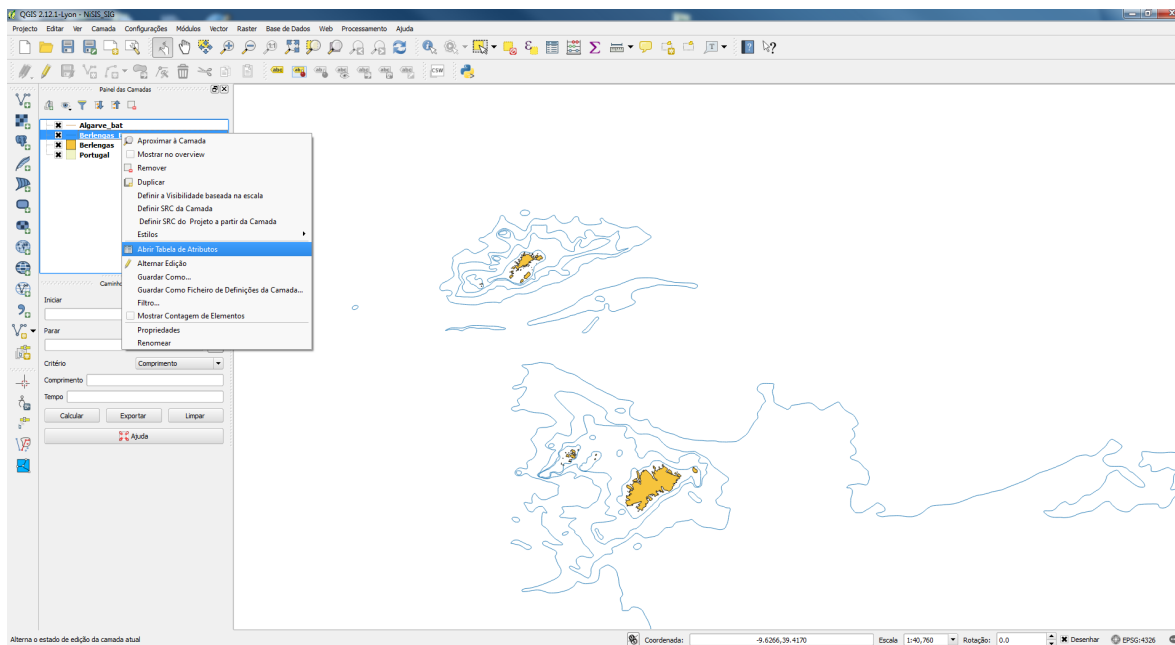 QGIS 2.12.1-Lyon - NiSIS_SIG
Projecto Editar Ver Camada Configurações Módulos Vector Raster Base de Dados Web Processamento Ajuda
Painel das Camadas
Algarve_bat
Berlengas
Berlengas
Portugal
Aproximar à Camada
Mostrar no overview
Remover
Duplicar
Definir a Visibilidade baseada na escala
Definir SRC da Camada
Definir SRC do Projeto a partir da Camada
Estilos
Abrir Tabela de Atributos
Alternar Edição
Guardar Como...
Guardar Como Ficheiro de Definições da Camada...
Filtro...
Mostrar Contagem de Elementos
Propriedades
Renomear
Caminho
Iniciar
Parar
Critério Comprimento
Comprimento
Tempo
Calcular Exportar Limpar
Ajuda
Alterna o estado de edição da camada atual Coordenada: -9.6266,39.4170 Escala 1:40,760 Rotação: 0.0 Desenhar EPSG:4326